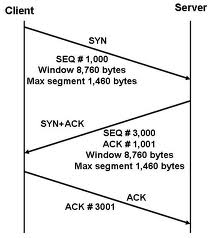 Client
Server
SYN
SEQ # 1,000
Window 8,760 bytes
Max segment 1,460 bytes
SYN+ACK
SEQ # 3,000
ACK # 1,001
Window 8,760 bytes
Max segment 1,460 bytes
ACK
ACK # 3001